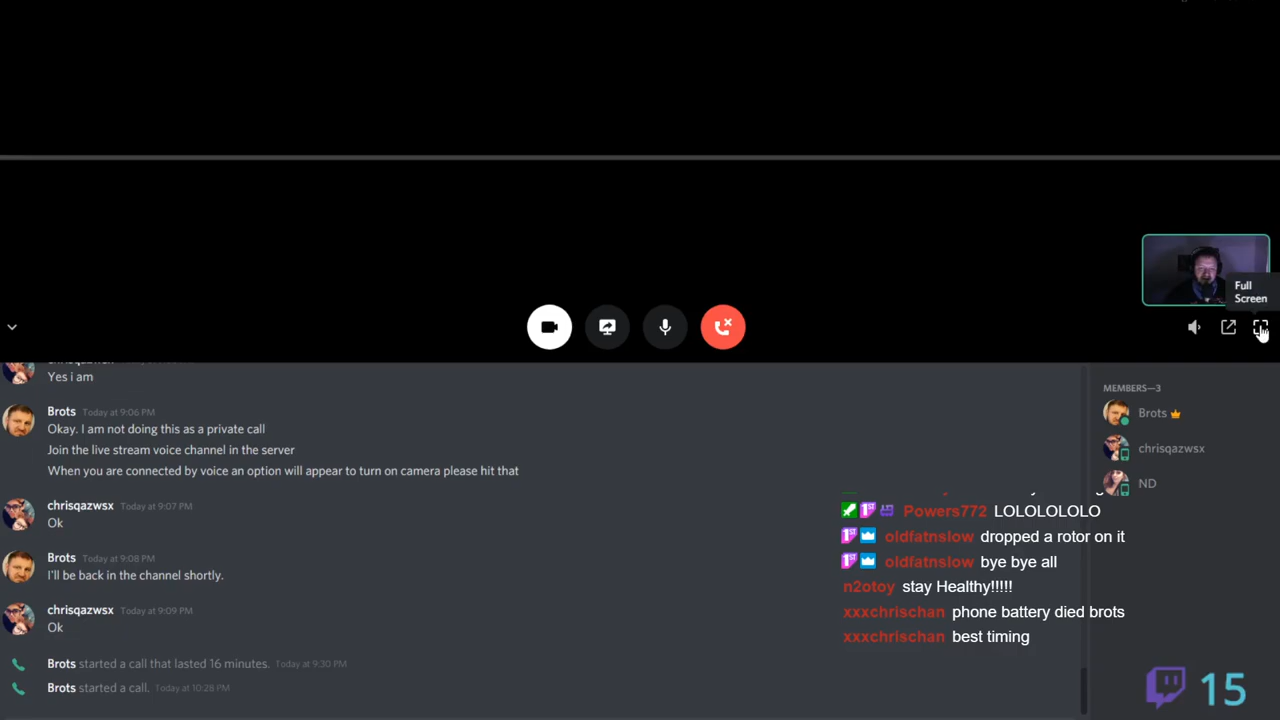 Full
Screen
Yes i am
Brots Today at 9:06 PM
Okay. I am not doing this as a private call
Join the live stream voice channel in the server
When you are connected by voice an option will appear to turn on camera please hit that
chrisqazwsx Today at 9:07 PM
Ok
Brots Today at 9:08 PM
I'll be back in the channel shortly.
chrisqazwsx Today at 9:09 PM
Ok
Brots started a call that lasted 16 minutes. Today at 9:30 PM
Brots started a call. Today at 10:28 PM
MEMBERS—3
Brots
chrisqazwsx
ND
Powers772 LOLOLOLOLO
oldfatnslow dropped a rotor on it
oldfatnslow bye bye all
n2otoy stay Healthy!!!!!
xxxchrischan phone battery died brots
xxxchrischan best timing
15